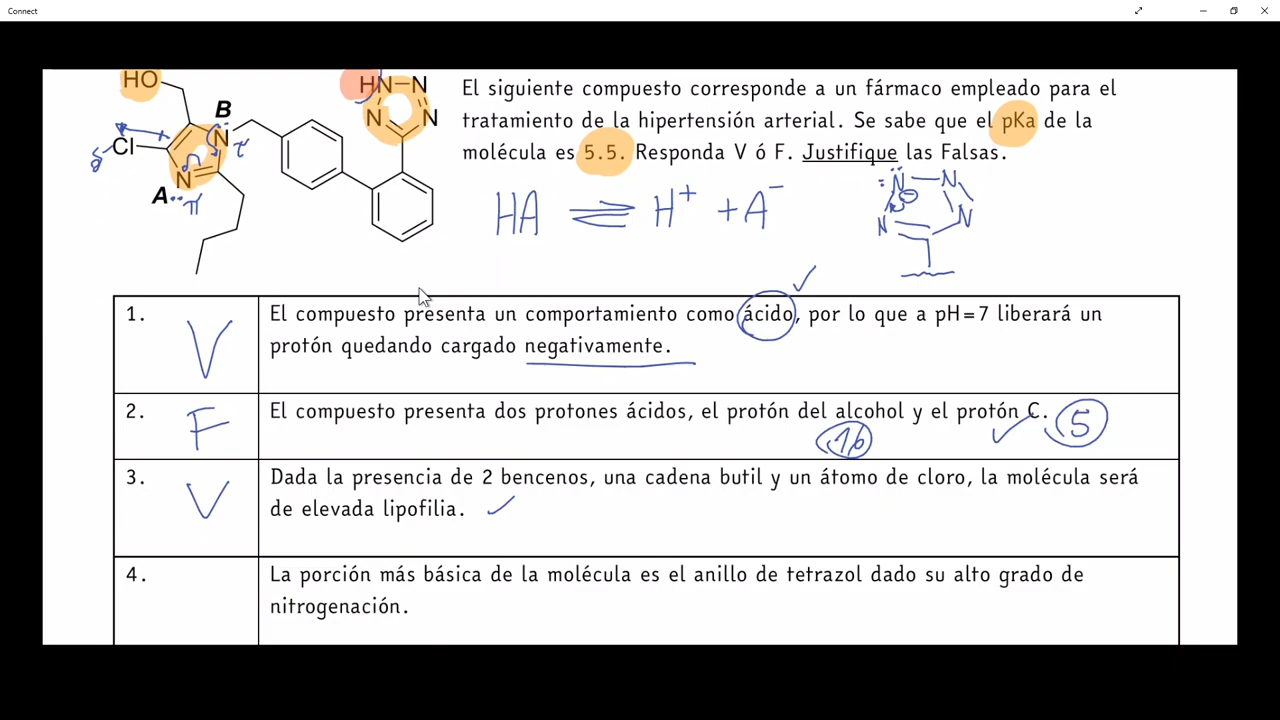 Connect
HO
B
N
Cl
δ
N
A
π
τ
HN
N
N
N
El siguiente compuesto corresponde a un fármaco empleado para el
tratamiento de la hipertensión arterial. Se sabe que el pKa de la
molécula es 5.5. Responda V ó F. Justifique las Falsas.
HA ⇌ H+ + A-
N
N
N
N
1.
V
El compuesto presenta un comportamiento como ácido, por lo que a pH=7 liberará un
protón quedando cargado negativamente.
2.
F
El compuesto presenta dos protones ácidos, el protón del alcohol y el protón C.
16
5
3.
V
Dada la presencia de 2 bencenos, una cadena butil y un átomo de cloro, la molécula será
de elevada lipofilia.
4.
La porción más básica de la molécula es el anillo de tetrazol dado su alto grado de
nitrogenación.